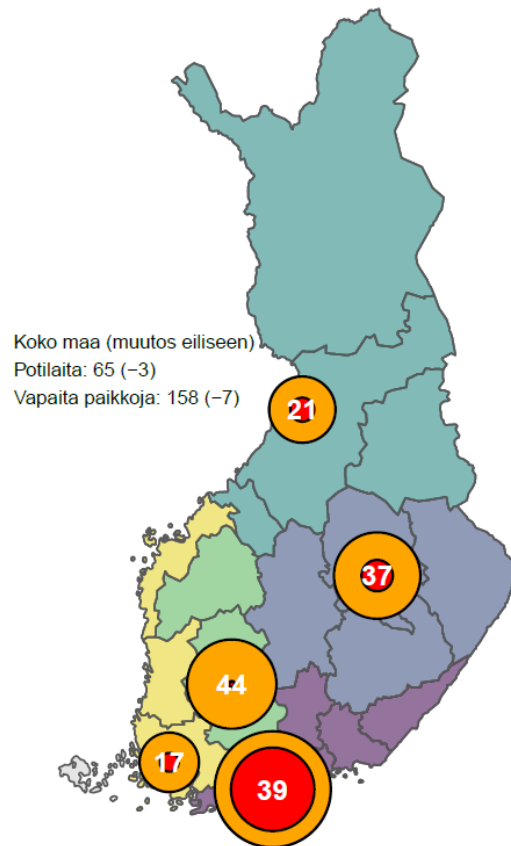 Koko maa (muutos eiliseen)
Potilaita: 65 (−3)
Vapaita paikkoja: 158 (−7)
21
37
44
17
39